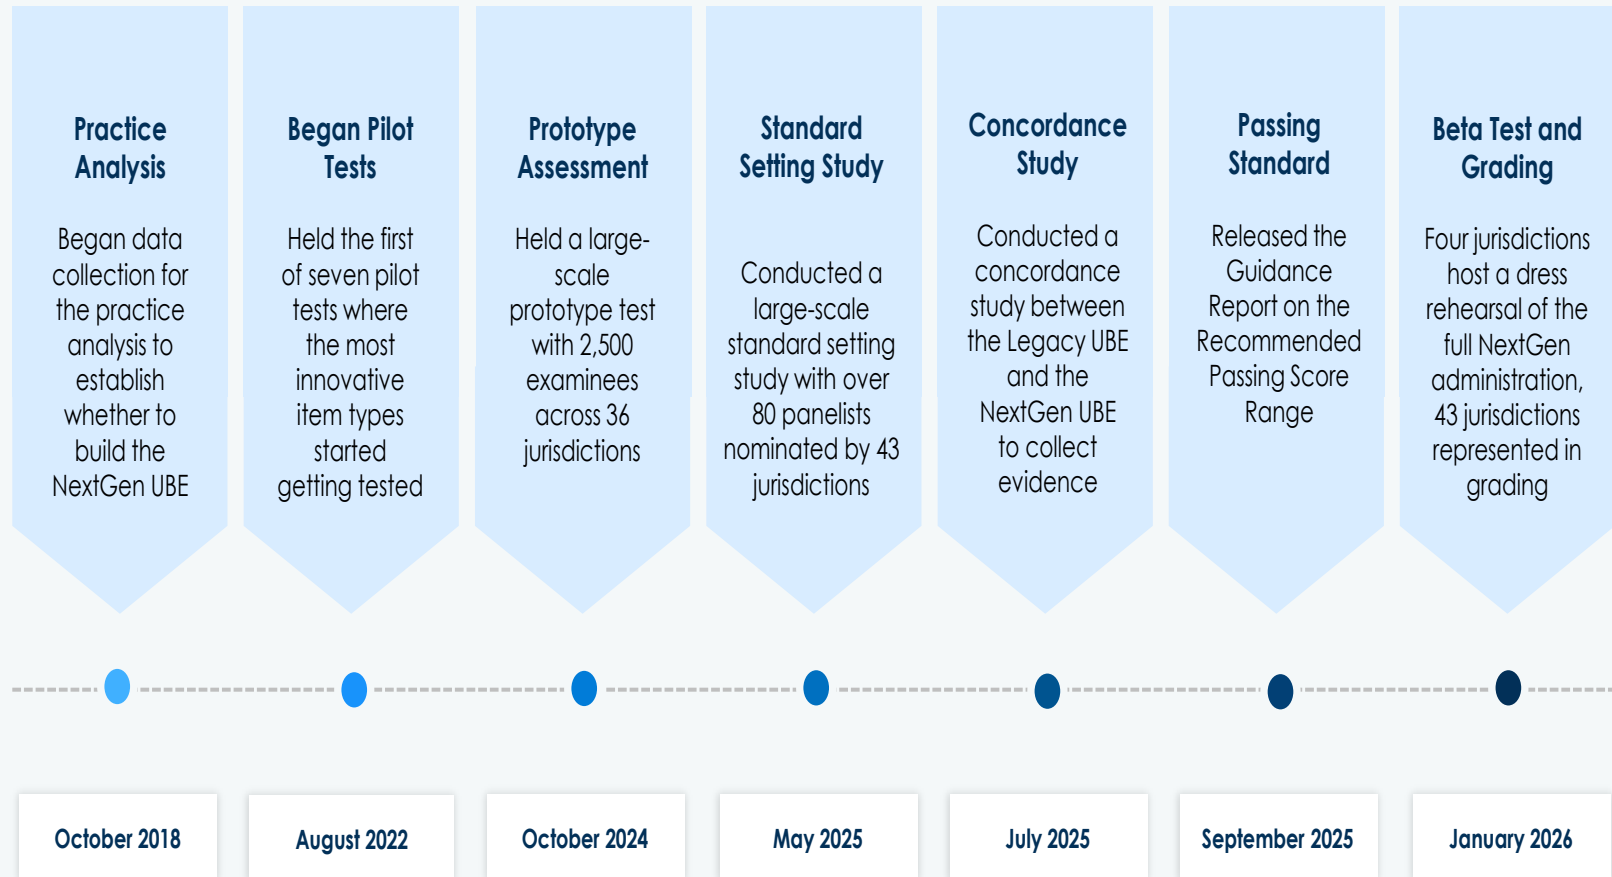 Practice
Analysis
Began data
collection for
the practice
analysis to
establish
whether to
build the
NextGen UBE
October 2018
Began Pilot
Tests
Held the first
of seven pilot
tests where
the most
innovative
item types
started
getting tested
August 2022
Prototype
Assessment
Held a large-
scale
prototype test
with 2,500
examinees
across 36
jurisdictions
October 2024
Standard
Setting Study
Conducted a
large-scale
standard setting
study with over
80 panelists
nominated by 43
jurisdictions
May 2025
Concordance
Study
Conducted a
concordance
study between
the Legacy UBE
and the
NextGen UBE
to collect
evidence
July 2025
Passing
Standard
Released the
Guidance
Report on the
Recommended
Passing Score
Range
September 2025
Beta Test and
Grading
Four jurisdictions
host a dress
rehearsal of the
full NextGen
administration,
43 jurisdictions
represented in
grading
January 2026